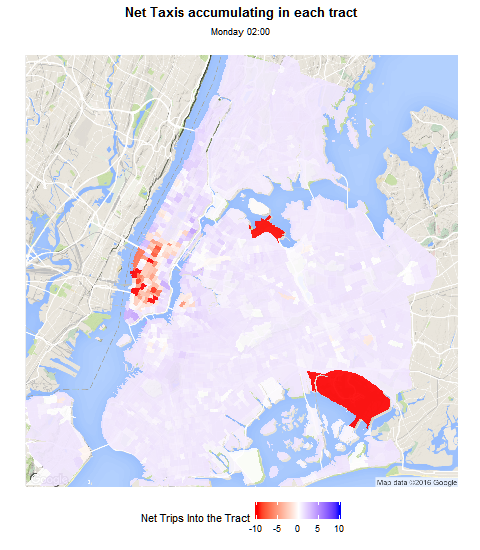 Net Taxis accumulating in each tract
Monday 02:00
Map data ©2016 Google
Net Trips Into the Tract
-10 -5 0 5 10